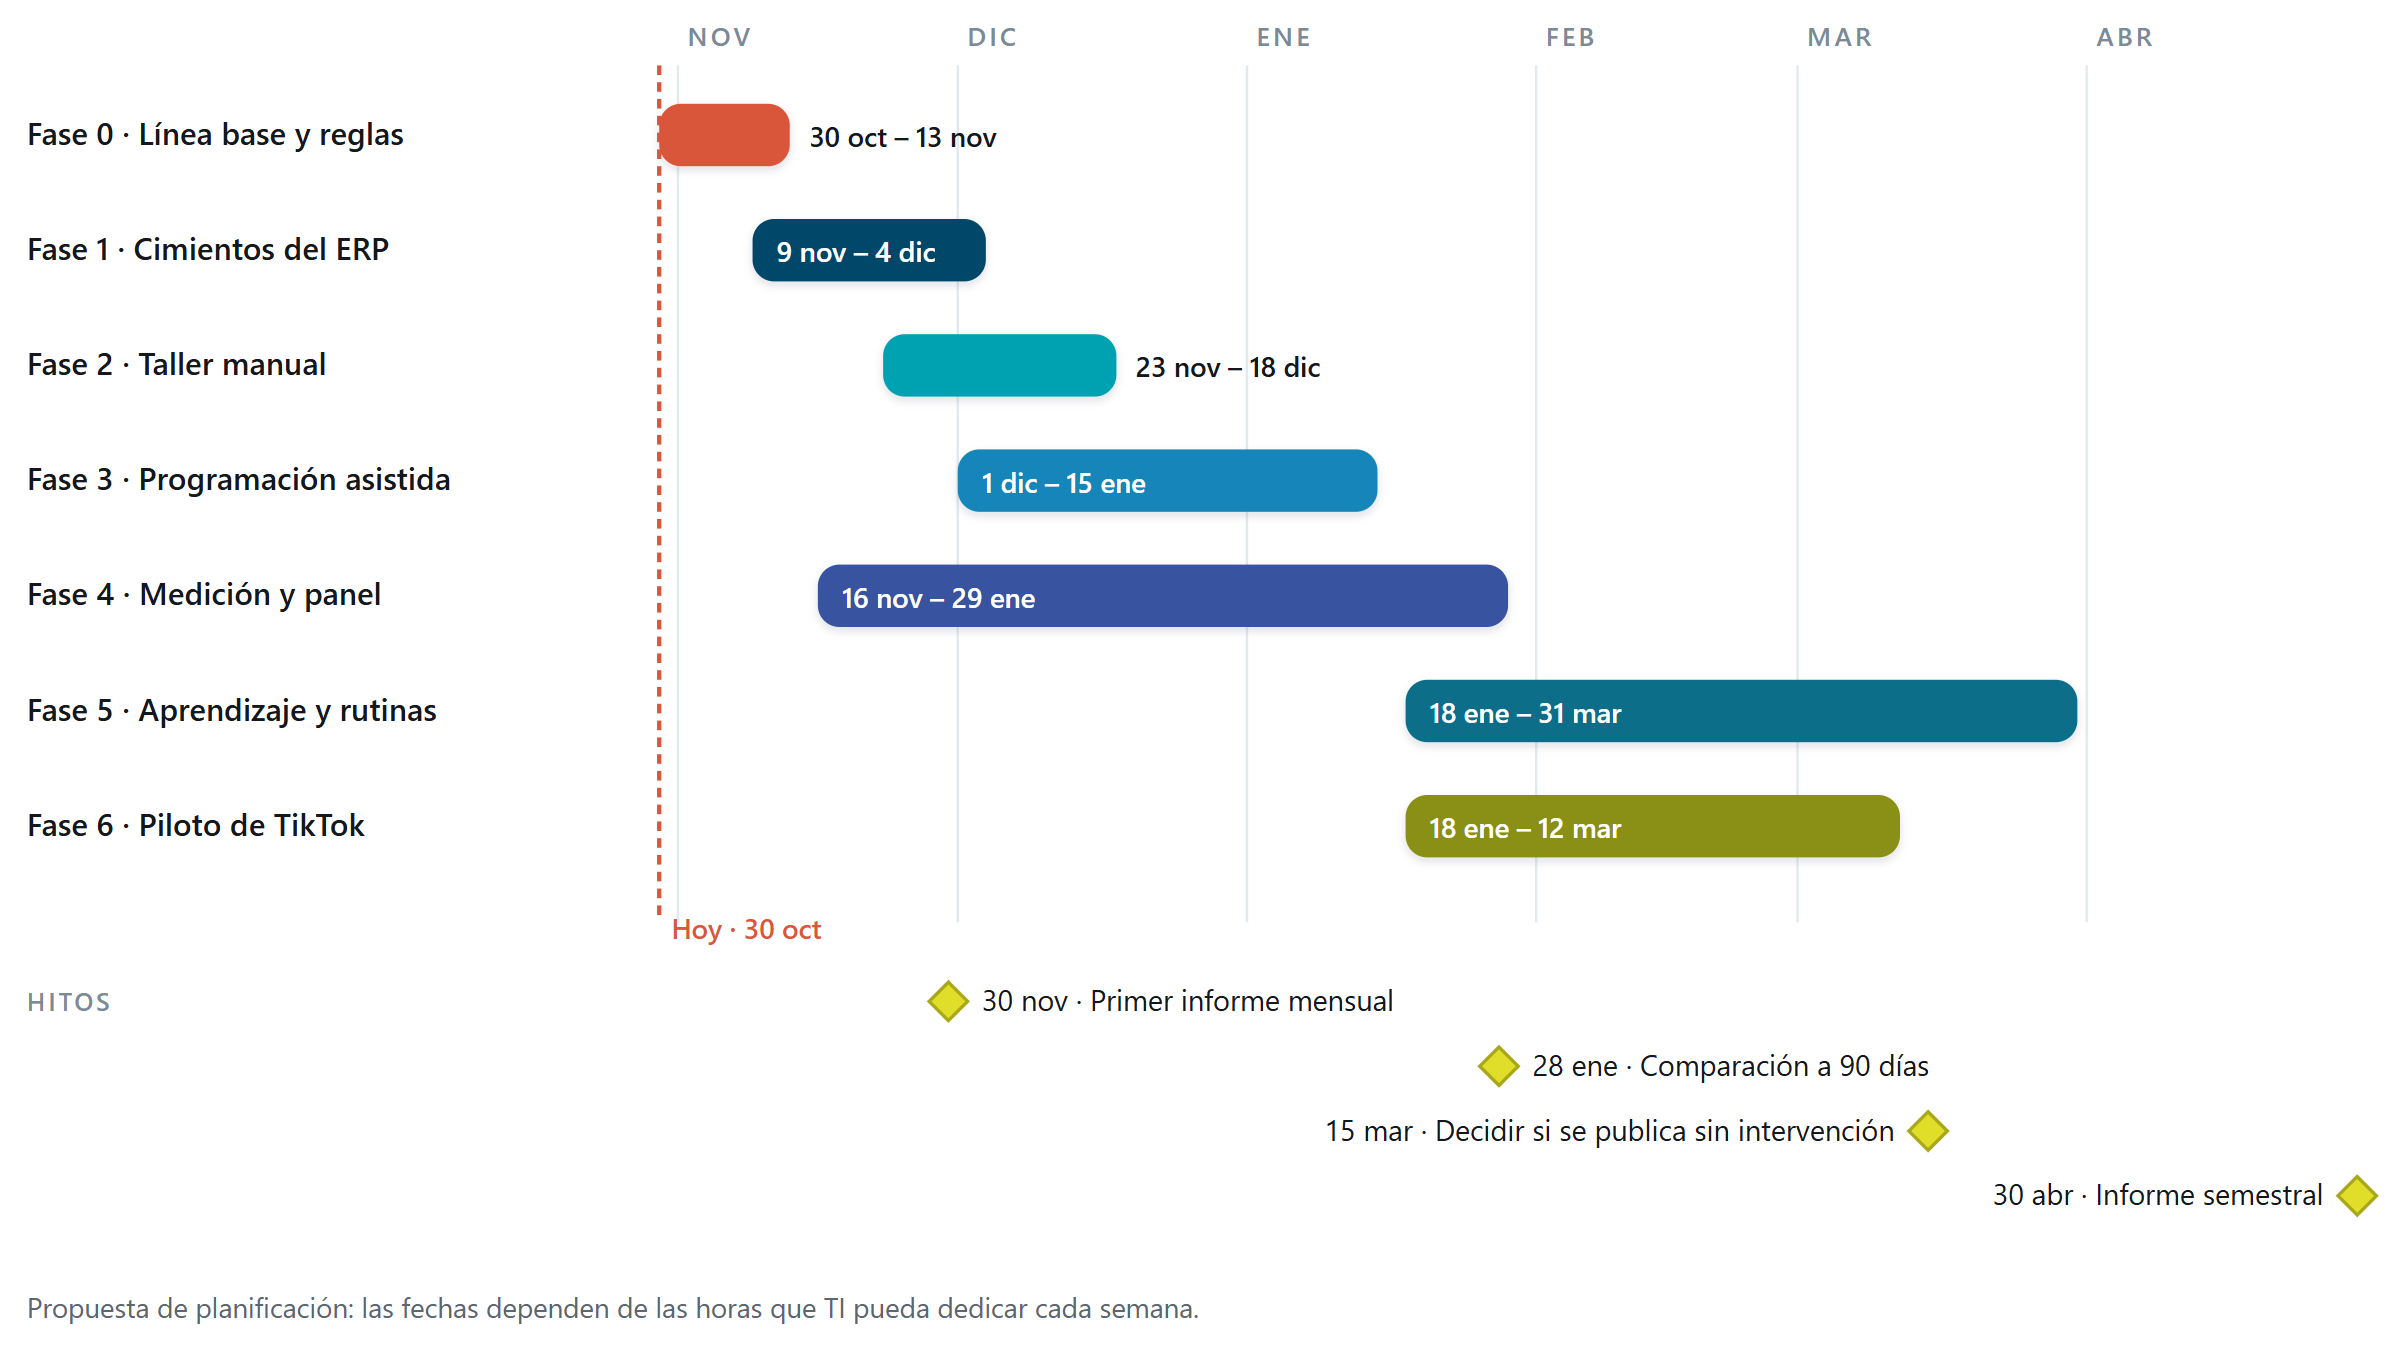 NOV DIC ENE FEB MAR ABR
Fase 0 · Línea base y reglas
30 oct – 13 nov
Fase 1 · Cimientos del ERP
9 nov – 4 dic
Fase 2 · Taller manual
23 nov – 18 dic
Fase 3 · Programación asistida
1 dic – 15 ene
Fase 4 · Medición y panel
16 nov – 29 ene
Fase 5 · Aprendizaje y rutinas
18 ene – 31 mar
Fase 6 · Piloto de TikTok
18 ene – 12 mar
Hoy · 30 oct
HITOS
30 nov · Primer informe mensual
28 ene · Comparación a 90 días
15 mar · Decidir si se publica sin intervención
30 abr · Informe semestral
Propuesta de planificación: las fechas dependen de las horas que TI pueda dedicar cada semana.